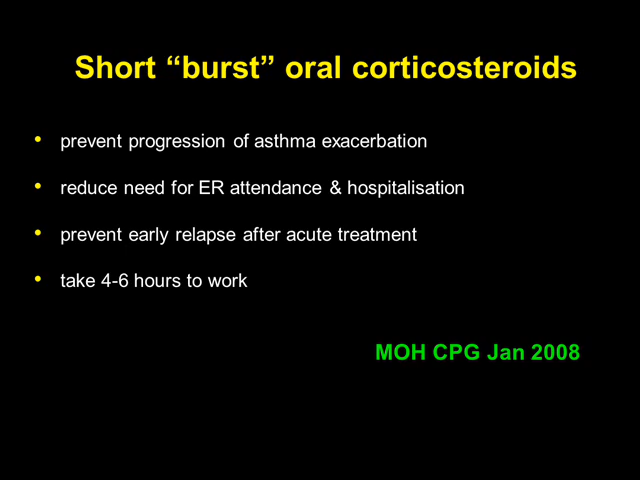 Short “burst” oral corticosteroids
• prevent progression of asthma exacerbation
• reduce need for ER attendance & hospitalisation
• prevent early relapse after acute treatment
• take 4-6 hours to work
MOH CPG Jan 2008